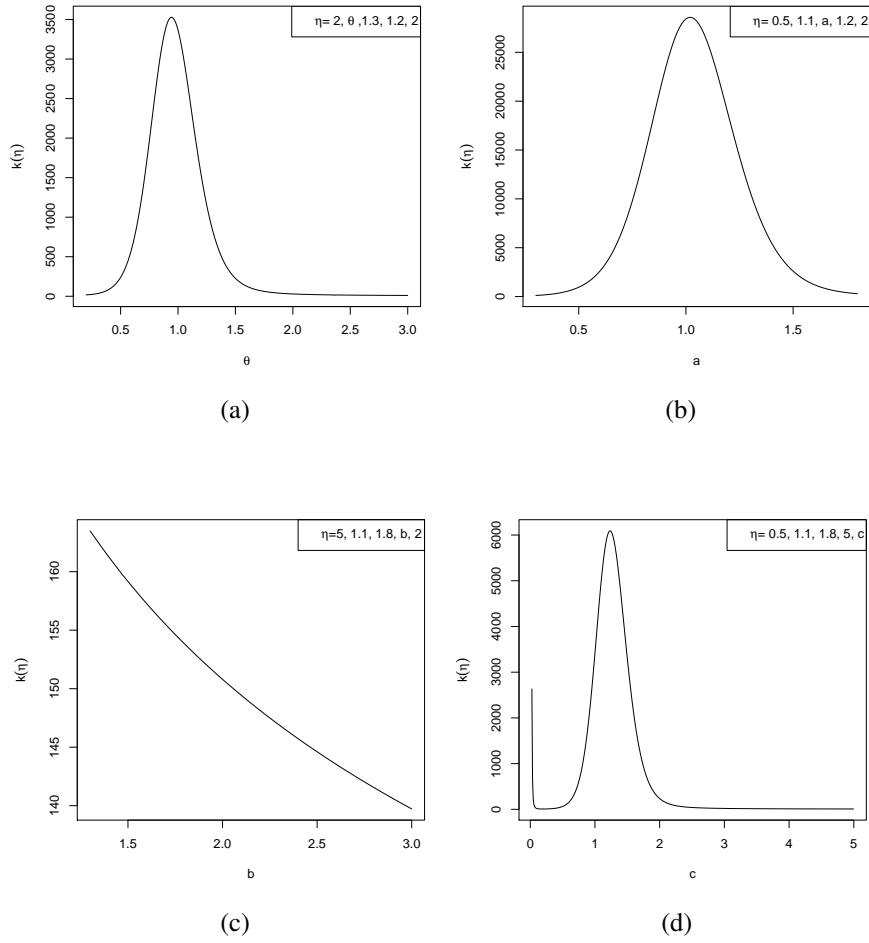 η= 2, θ ,1.3, 1.2, 2
k(η)
0 500 1000 1500 2000 2500 3000 3500
0.5 1.0 1.5 2.0 2.5 3.0
θ
(a)
η= 0.5, 1.1, a, 1.2, 2
k(η)
0 5000 10000 15000 20000 25000
0.5 1.0 1.5
a
(b)
η=5, 1.1, 1.8, b, 2
k(η)
140 145 150 155 160
1.5 2.0 2.5 3.0
b
(c)
η= 0.5, 1.1, 1.8, 5, c
k(η)
0 1000 2000 3000 4000 5000 6000
0 1 2 3 4 5
c
(d)